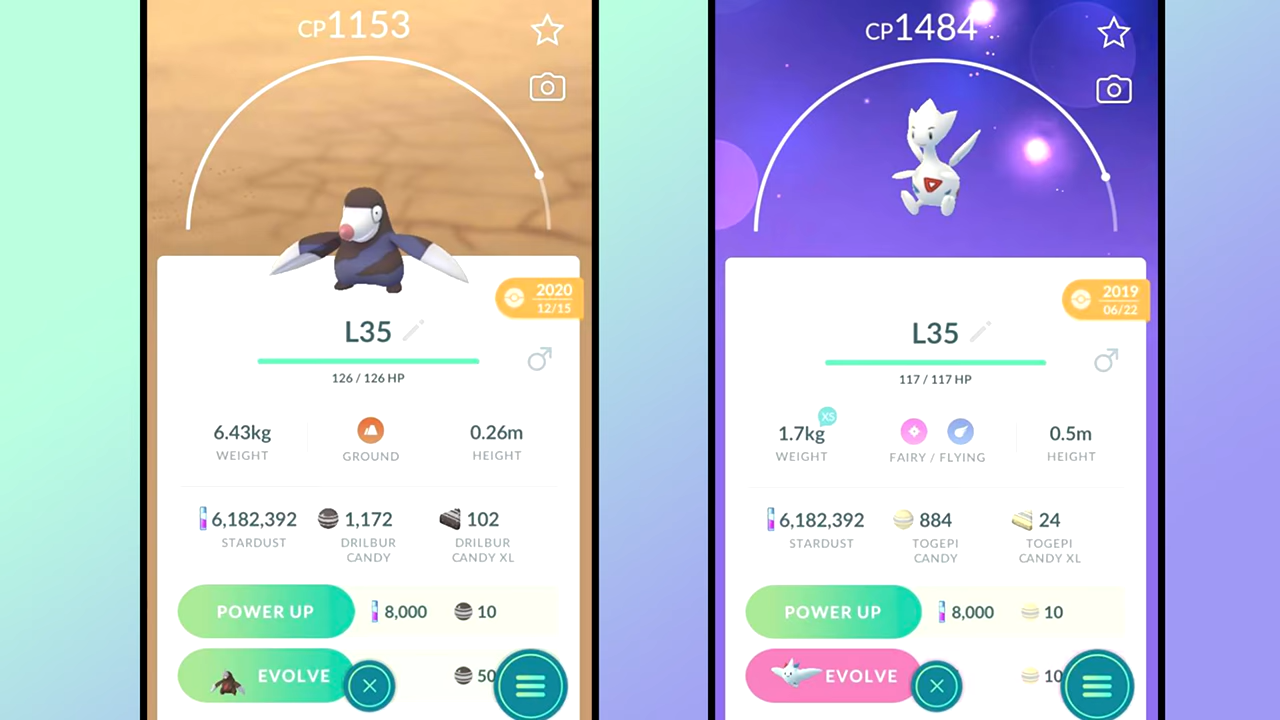 CP1153
2020
12/15
L35
126 / 126 HP
6.43kg
WEIGHT
GROUND
0.26m
HEIGHT
6,182,392
STARDUST
1,172
DRILBUR
CANDY
102
DRILBUR
CANDY XL
POWER UP
8,000
10
EVOLVE
50
CP1484
2019
06/22
L35
117 / 117 HP
XS
1.7kg
WEIGHT
FAIRY / FLYING
0.5m
HEIGHT
6,182,392
STARDUST
884
TOGEPI
CANDY
24
TOGEPI
CANDY XL
POWER UP
8,000
10
EVOLVE
10